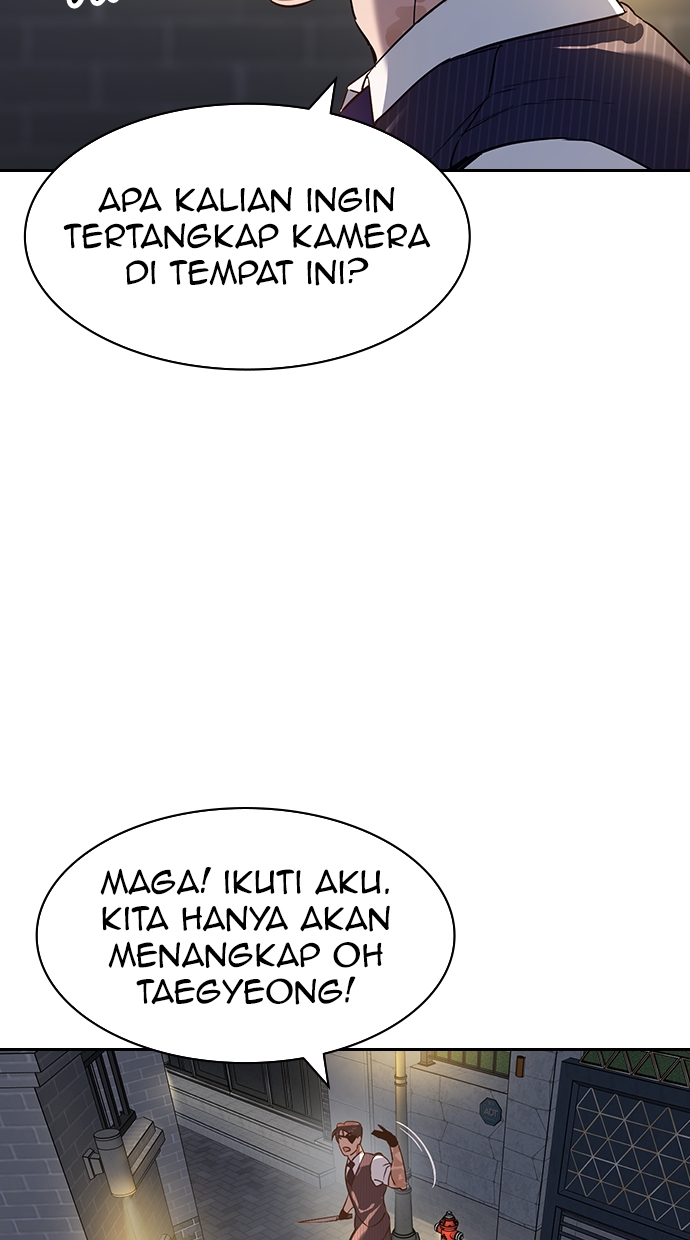 APA KALIAN INGIN
TERTANGKAP KAMERA
DI TEMPAT INI?
MAGA! IKUTI AKU,
KITA HANYA AKAN
MENANGKAP OH
TAEGYEONG!